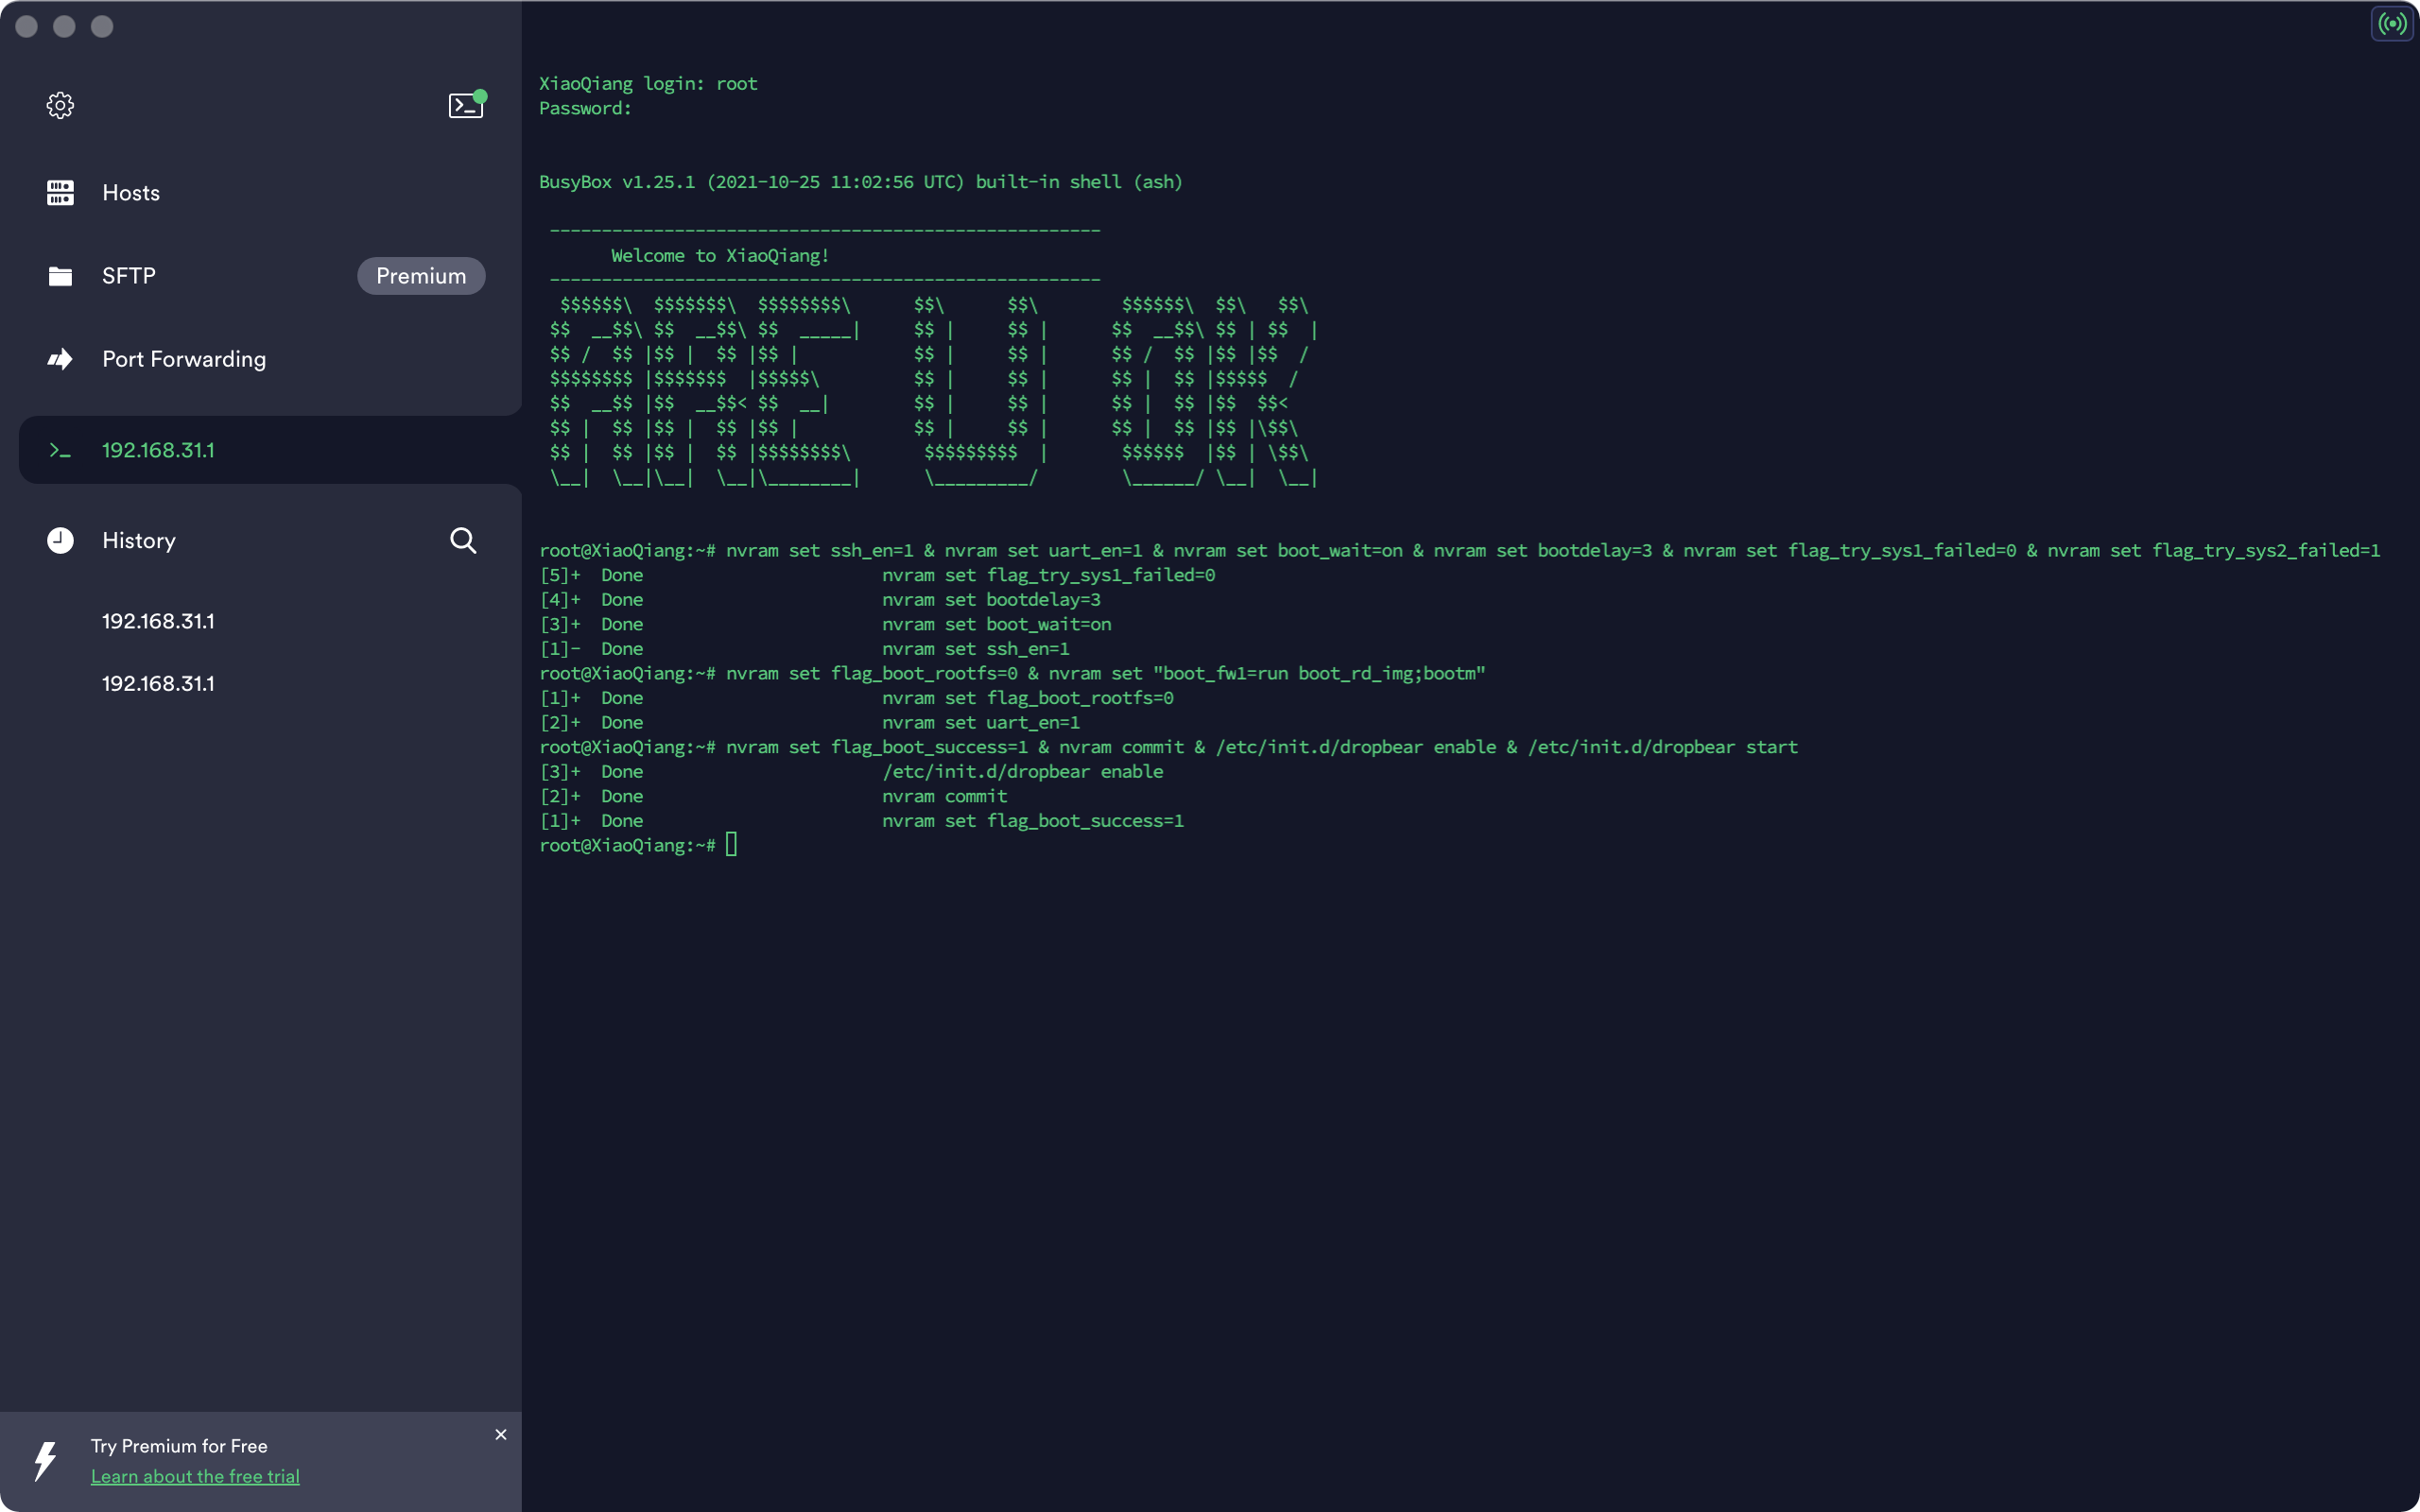 Hosts
SFTP
Premium
Port Forwarding
192.168.31.1
History
192.168.31.1
192.168.31.1
Try Premium for Free
Learn about the free trial
XiaoQiang login: root
Password:
BusyBox v1.25.1 (2021-10-25 11:02:56 UTC) built-in shell (ash)
 -----------------------------------------------------
       Welcome to XiaoQiang!
 -----------------------------------------------------
  $$$$$$\  $$$$$$$\  $$$$$$$$\      $$\      $$\        $$$$$$\  $$\   $$\
 $$  __$$\ $$  __$$\ $$  _____|     $$ |     $$ |      $$  __$$\ $$ | $$  |
 $$ /  $$ |$$ |  $$ |$$ |           $$ |     $$ |      $$ /  $$ |$$ |$$  /
 $$$$$$$$ |$$$$$$$  |$$$$$\         $$ |     $$ |      $$ |  $$ |$$$$$  /
 $$  __$$ |$$  __$$< $$  __|        $$ |     $$ |      $$ |  $$ |$$  $$<
 $$ |  $$ |$$ |  $$ |$$ |           $$ |     $$ |      $$ |  $$ |$$ |\$$\
 $$ |  $$ |$$ |  $$ |$$$$$$$$\       $$$$$$$$$  |       $$$$$$  |$$ | \$$\
 \__|  \__|\__|  \__|\________|      \_________/        \______/ \__|  \__|
root@XiaoQiang:~# nvram set ssh_en=1 & nvram set uart_en=1 & nvram set boot_wait=on & nvram set bootdelay=3 & nvram set flag_try_sys1_failed=0 & nvram set flag_try_sys2_failed=1
[5]+  Done                       nvram set flag_try_sys1_failed=0
[4]+  Done                       nvram set bootdelay=3
[3]+  Done                       nvram set boot_wait=on
[1]-  Done                       nvram set ssh_en=1
root@XiaoQiang:~# nvram set flag_boot_rootfs=0 & nvram set "boot_fw1=run boot_rd_img;bootm"
[1]+  Done                       nvram set flag_boot_rootfs=0
[2]+  Done                       nvram set uart_en=1
root@XiaoQiang:~# nvram set flag_boot_success=1 & nvram commit & /etc/init.d/dropbear enable & /etc/init.d/dropbear start
[3]+  Done                       /etc/init.d/dropbear enable
[2]+  Done                       nvram commit
[1]+  Done                       nvram set flag_boot_success=1
root@XiaoQiang:~#